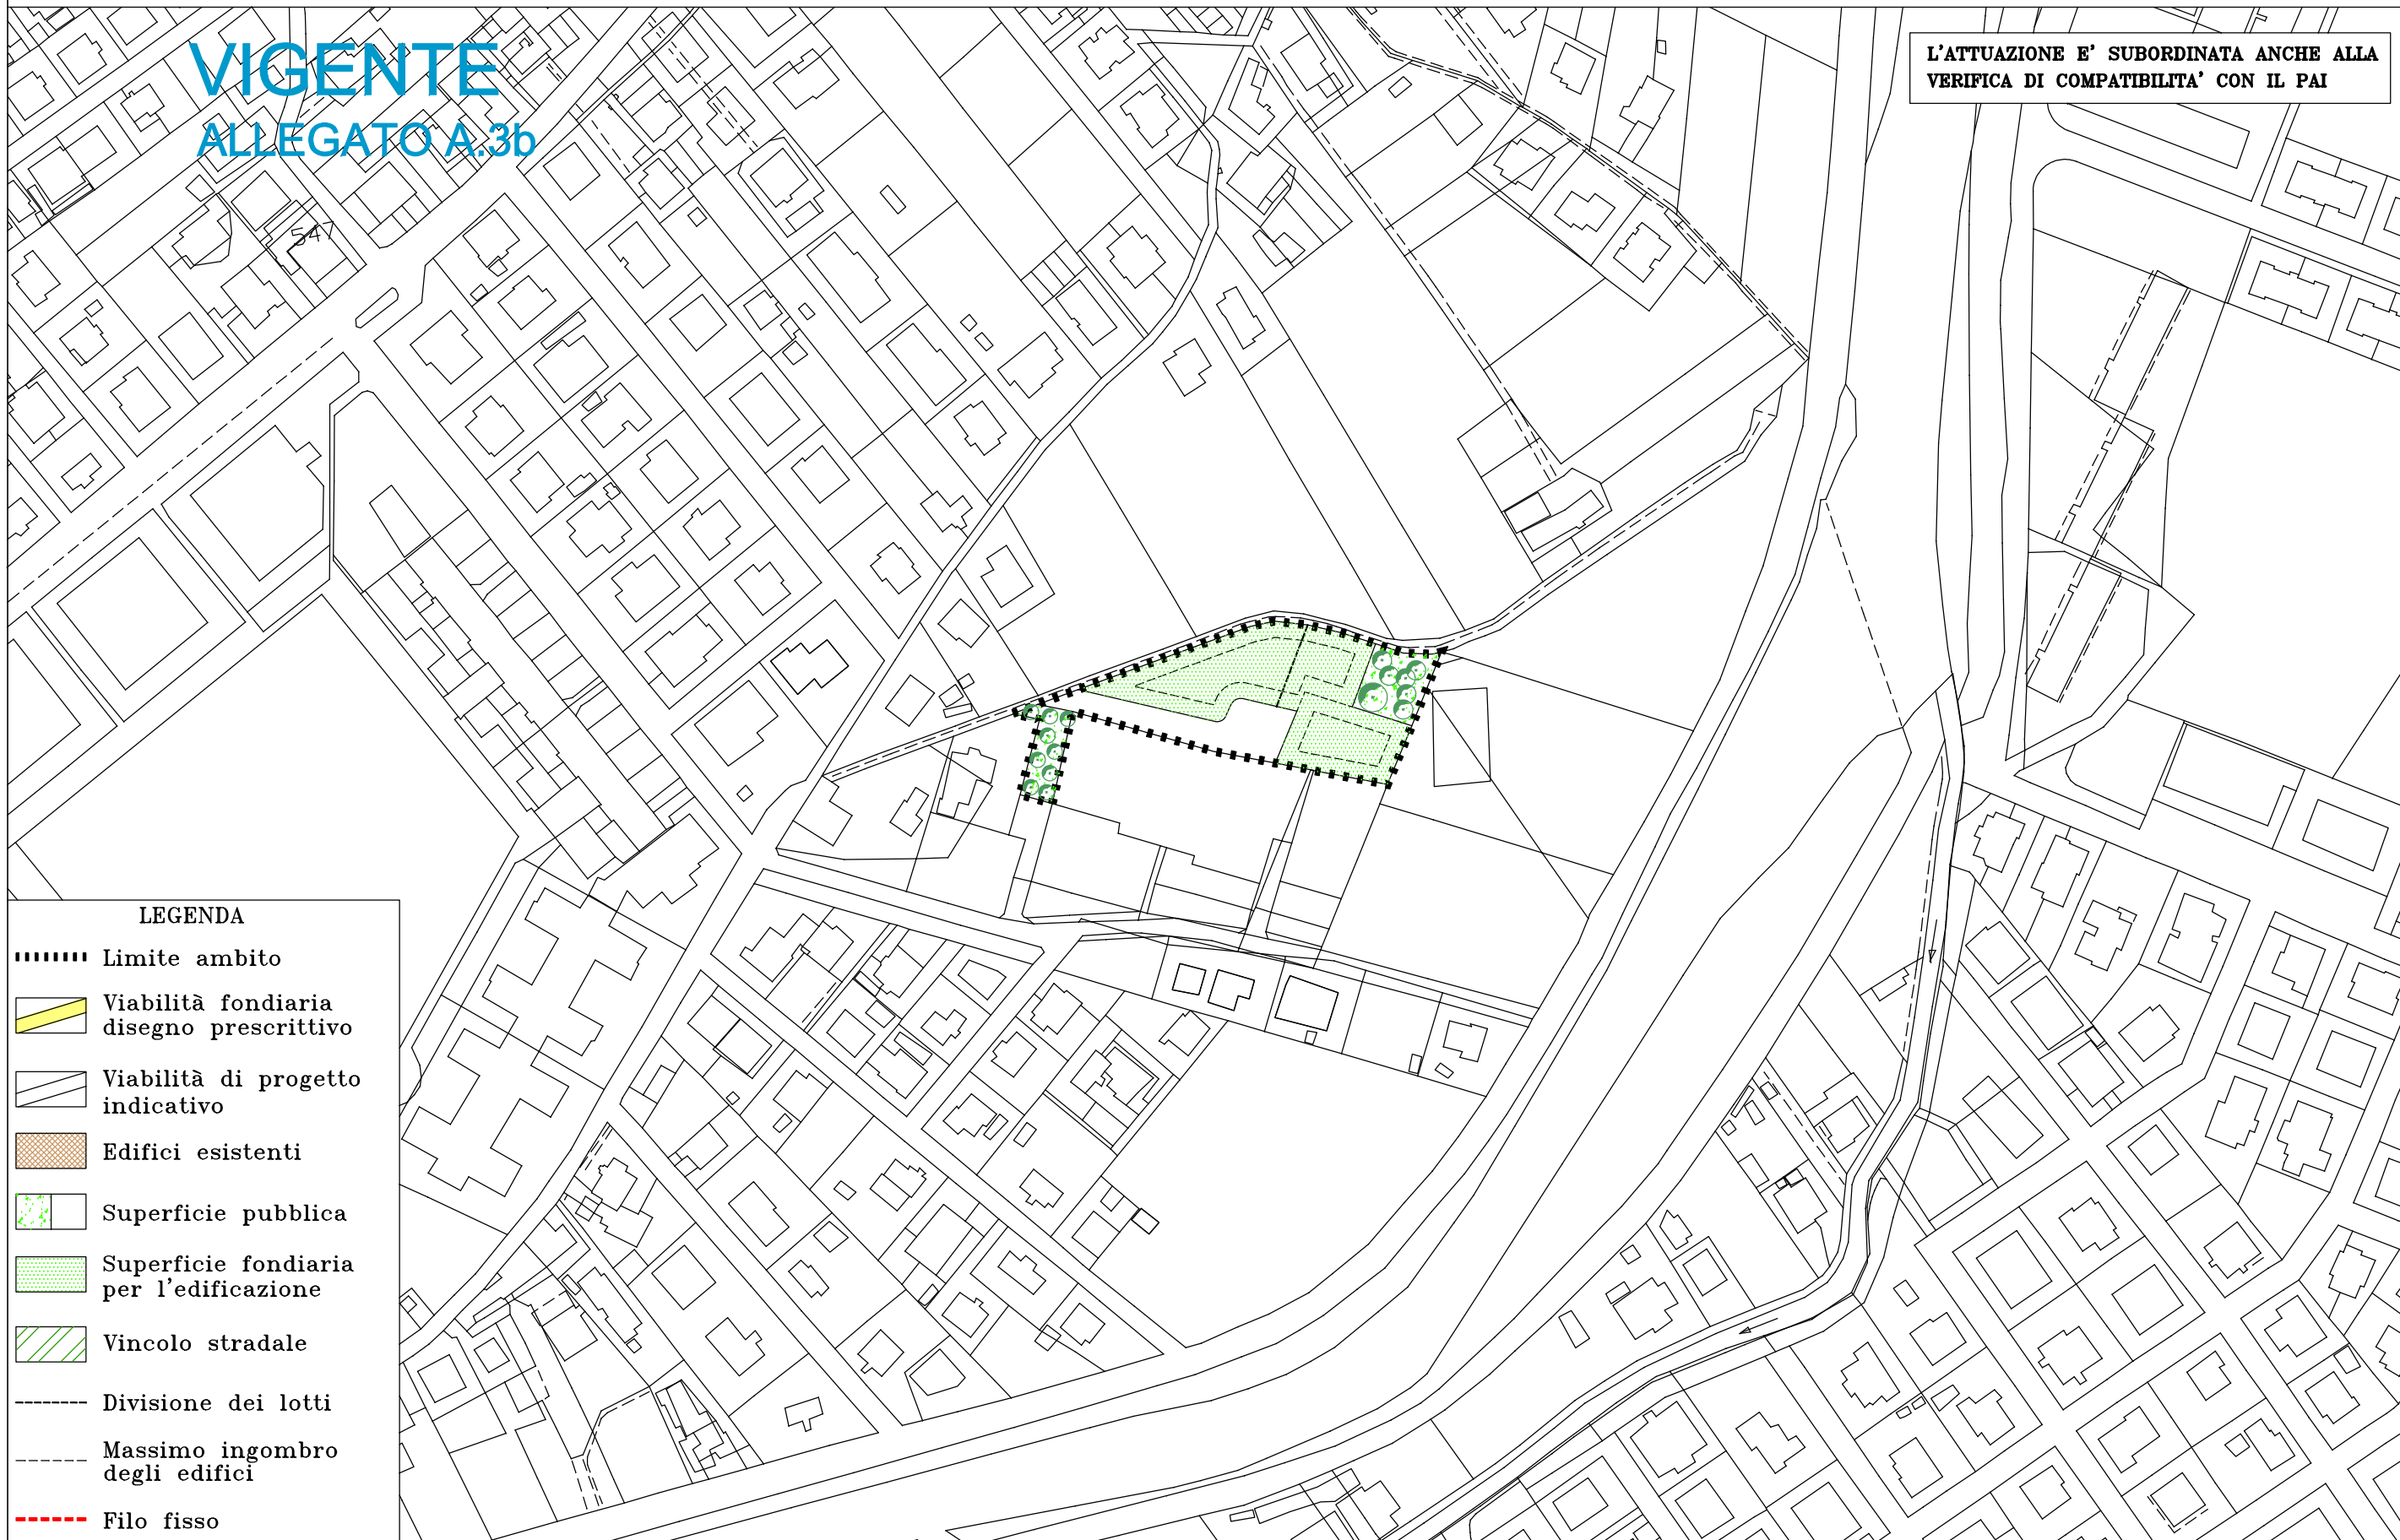 VIGENTE
ALLEGATO A.3b
L'ATTUAZIONE E' SUBORDINATA ANCHE ALLA
VERIFICA DI COMPATIBILITA' CON IL PAI
547
LEGENDA
Limite ambito
Viabilità fondiaria
disegno prescrittivo
Viabilità di progetto
indicativo
Edifici esistenti
Superficie pubblica
Superficie fondiaria
per l'edificazione
Vincolo stradale
Divisione dei lotti
Massimo ingombro
degli edifici
Filo fisso